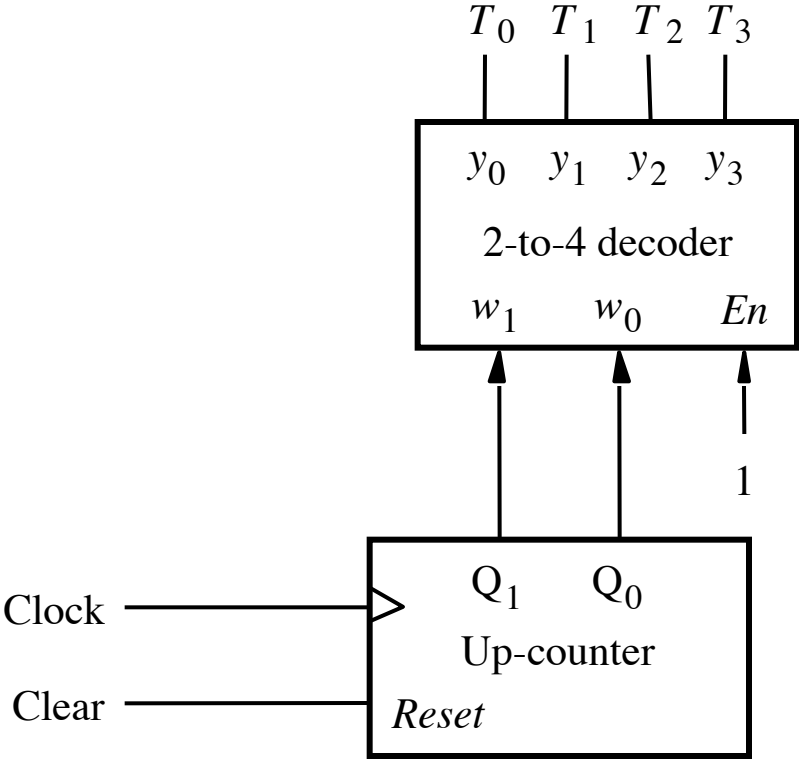 T0 T1 T2 T3
y0 y1 y2 y3
2-to-4 decoder
w1 w0 En
1
Q1 Q0
Clock
Up-counter
Clear Reset